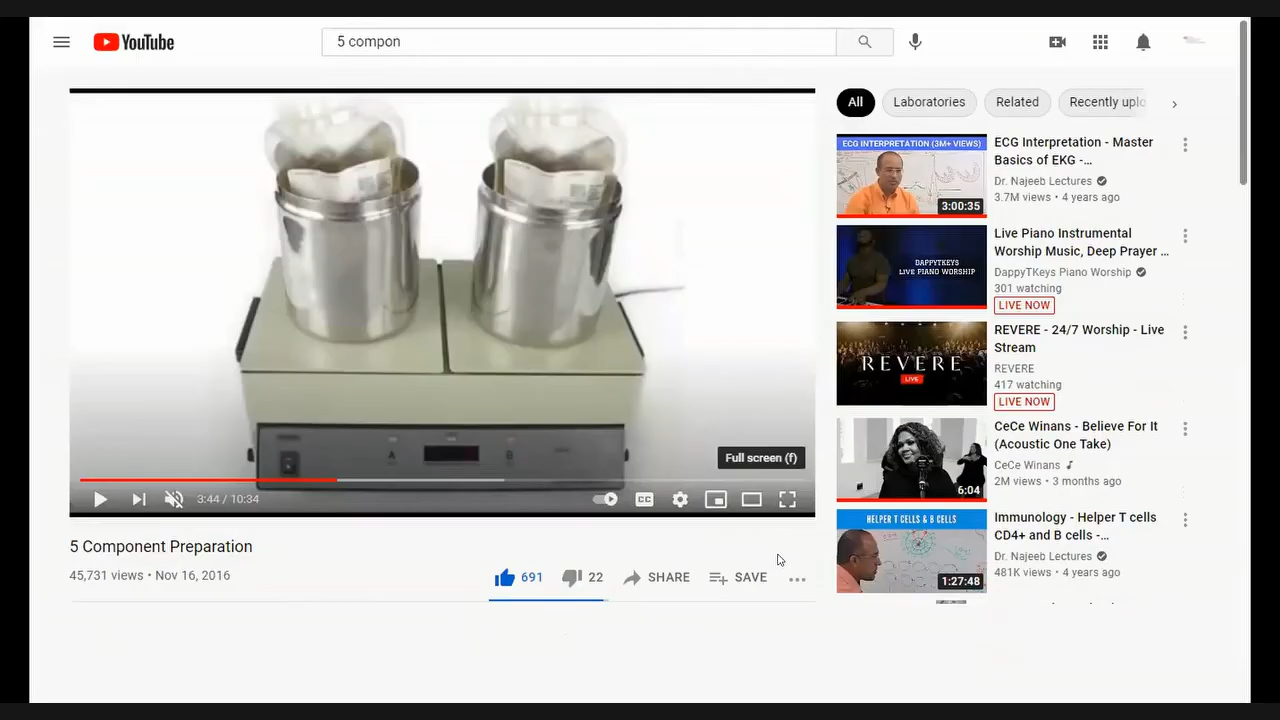 YouTube
5 compon
All
Laboratories
Related
Recently uplo
ECG INTERPRETATION (3M+ VIEWS)
3:00:35
ECG Interpretation - Master
Basics of EKG -...
Dr. Najeeb Lectures
3.7M views • 4 years ago
DAPPYTKEYS
LIVE PIANO WORSHIP
Live Piano Instrumental
Worship Music, Deep Prayer ...
DappyTKeys Piano Worship
301 watching
LIVE NOW
REVERE
LIVE
REVERE - 24/7 Worship - Live
Stream
REVERE
417 watching
LIVE NOW
6:04
CeCe Winans - Believe For It
(Acoustic One Take)
CeCe Winans
2M views • 3 months ago
HELPER T CELLS & B CELLS
1:27:48
Immunology - Helper T cells
CD4+ and B cells -...
Dr. Najeeb Lectures
481K views • 4 years ago
A
B
Full screen (f)
3:44 / 10:34
CC
5 Component Preparation
45,731 views • Nov 16, 2016
691
22
SHARE
SAVE